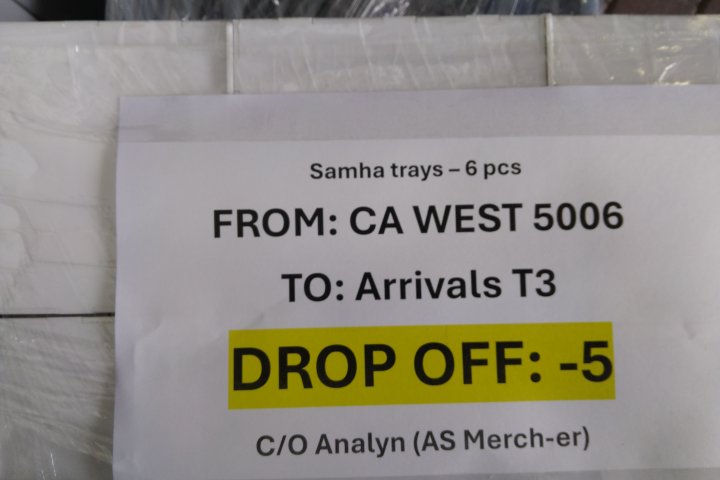 Samha trays – 6 pcs
FROM: CA WEST 5006
TO: Arrivals T3
DROP OFF: -5
C/O Analyn (AS Merch-er)